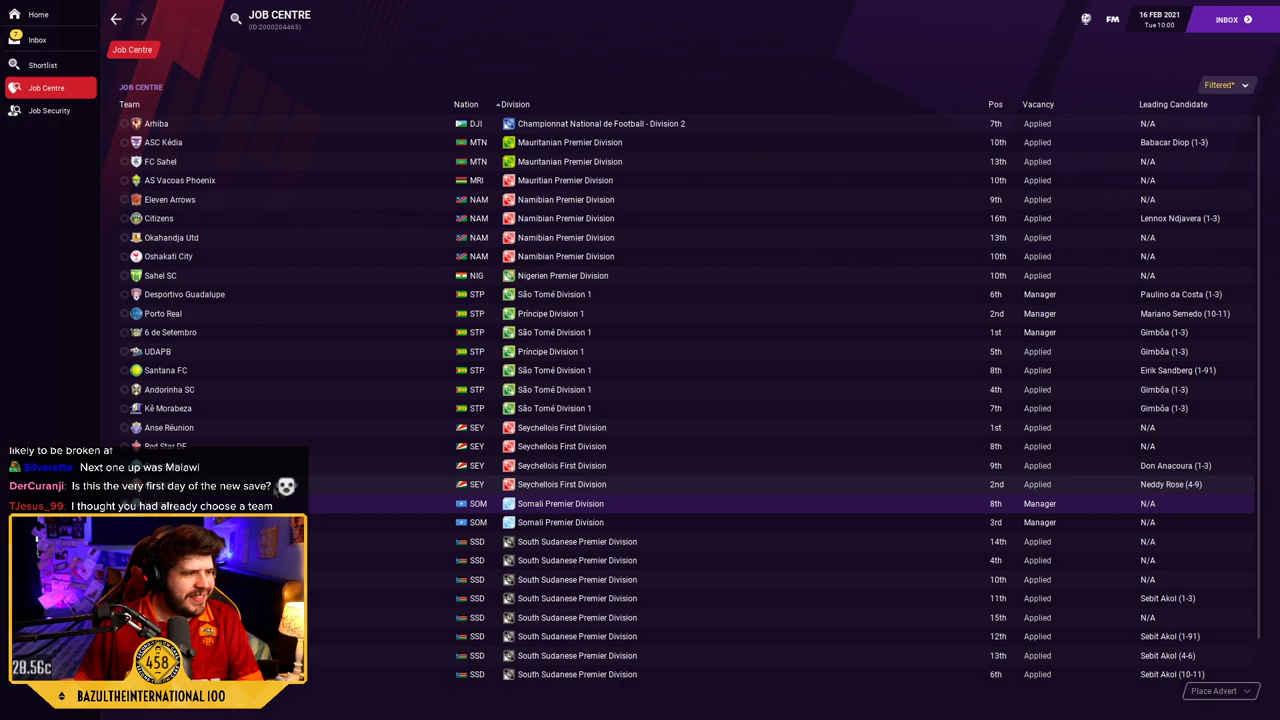 Home
JOB CENTRE
(ID:2000204463)
FM
16 FEB 2021
Tue 10:00
INBOX
7
Inbox
Shortlist
Job Centre
Job Security
Job Centre
JOB CENTRE
Filtered*
Team Nation Division Pos Vacancy Leading Candidate
Arhiba DJI Championnat National de Football - Division 2 7th Applied N/A
ASC Kédia MTN Mauritanian Premier Division 10th Applied Babacar Diop (1-3)
FC Sahel MTN Mauritanian Premier Division 13th Applied N/A
AS Vacoas Phoenix MRI Mauritian Premier Division 10th Applied N/A
Eleven Arrows NAM Namibian Premier Division 9th Applied N/A
Citizens NAM Namibian Premier Division 16th Applied Lennox Ndjavera (1-3)
Okahandja Utd NAM Namibian Premier Division 13th Applied N/A
Oshakati City NAM Namibian Premier Division 10th Applied N/A
Sahel SC NIG Nigerien Premier Division 10th Applied N/A
Desportivo Guadalupe STP São Tomé Division 1 6th Manager Paulino da Costa (1-3)
Porto Real STP Príncipe Division 1 2nd Manager Mariano Semedo (10-11)
6 de Setembro STP São Tomé Division 1 1st Manager Gimbôa (1-3)
UDAPB STP Príncipe Division 1 5th Applied Gimbôa (1-3)
Santana FC STP São Tomé Division 1 8th Applied Eirik Sandberg (1-91)
Andorinha SC STP São Tomé Division 1 4th Applied Gimbôa (1-3)
Kê Morabeza STP São Tomé Division 1 7th Applied Gimbôa (1-3)
Anse Réunion SEY Seychellois First Division 1st Applied N/A
Red Star DF SEY Seychellois First Division 8th Applied N/A
SEY Seychellois First Division 9th Applied Don Anacoura (1-3)
SEY Seychellois First Division 2nd Applied Neddy Rose (4-9)
SOM Somali Premier Division 8th Manager N/A
SOM Somali Premier Division 3rd Manager N/A
SSD South Sudanese Premier Division 14th Applied N/A
SSD South Sudanese Premier Division 4th Applied N/A
SSD South Sudanese Premier Division 10th Applied N/A
SSD South Sudanese Premier Division 11th Applied Sebit Akol (1-3)
SSD South Sudanese Premier Division 15th Applied N/A
SSD South Sudanese Premier Division 12th Applied Sebit Akol (1-91)
SSD South Sudanese Premier Division 13th Applied Sebit Akol (4-6)
SSD South Sudanese Premier Division 6th Applied Sebit Akol (10-11)
Place Advert
likely to be broken at
Silveretta: Next one up was Malawi
DerCuranji: Is this the very first day of the new save?
TJesus_99: I thought you had already choose a team
458
28.56c
BAZULTHEINTERNATIONAL 100